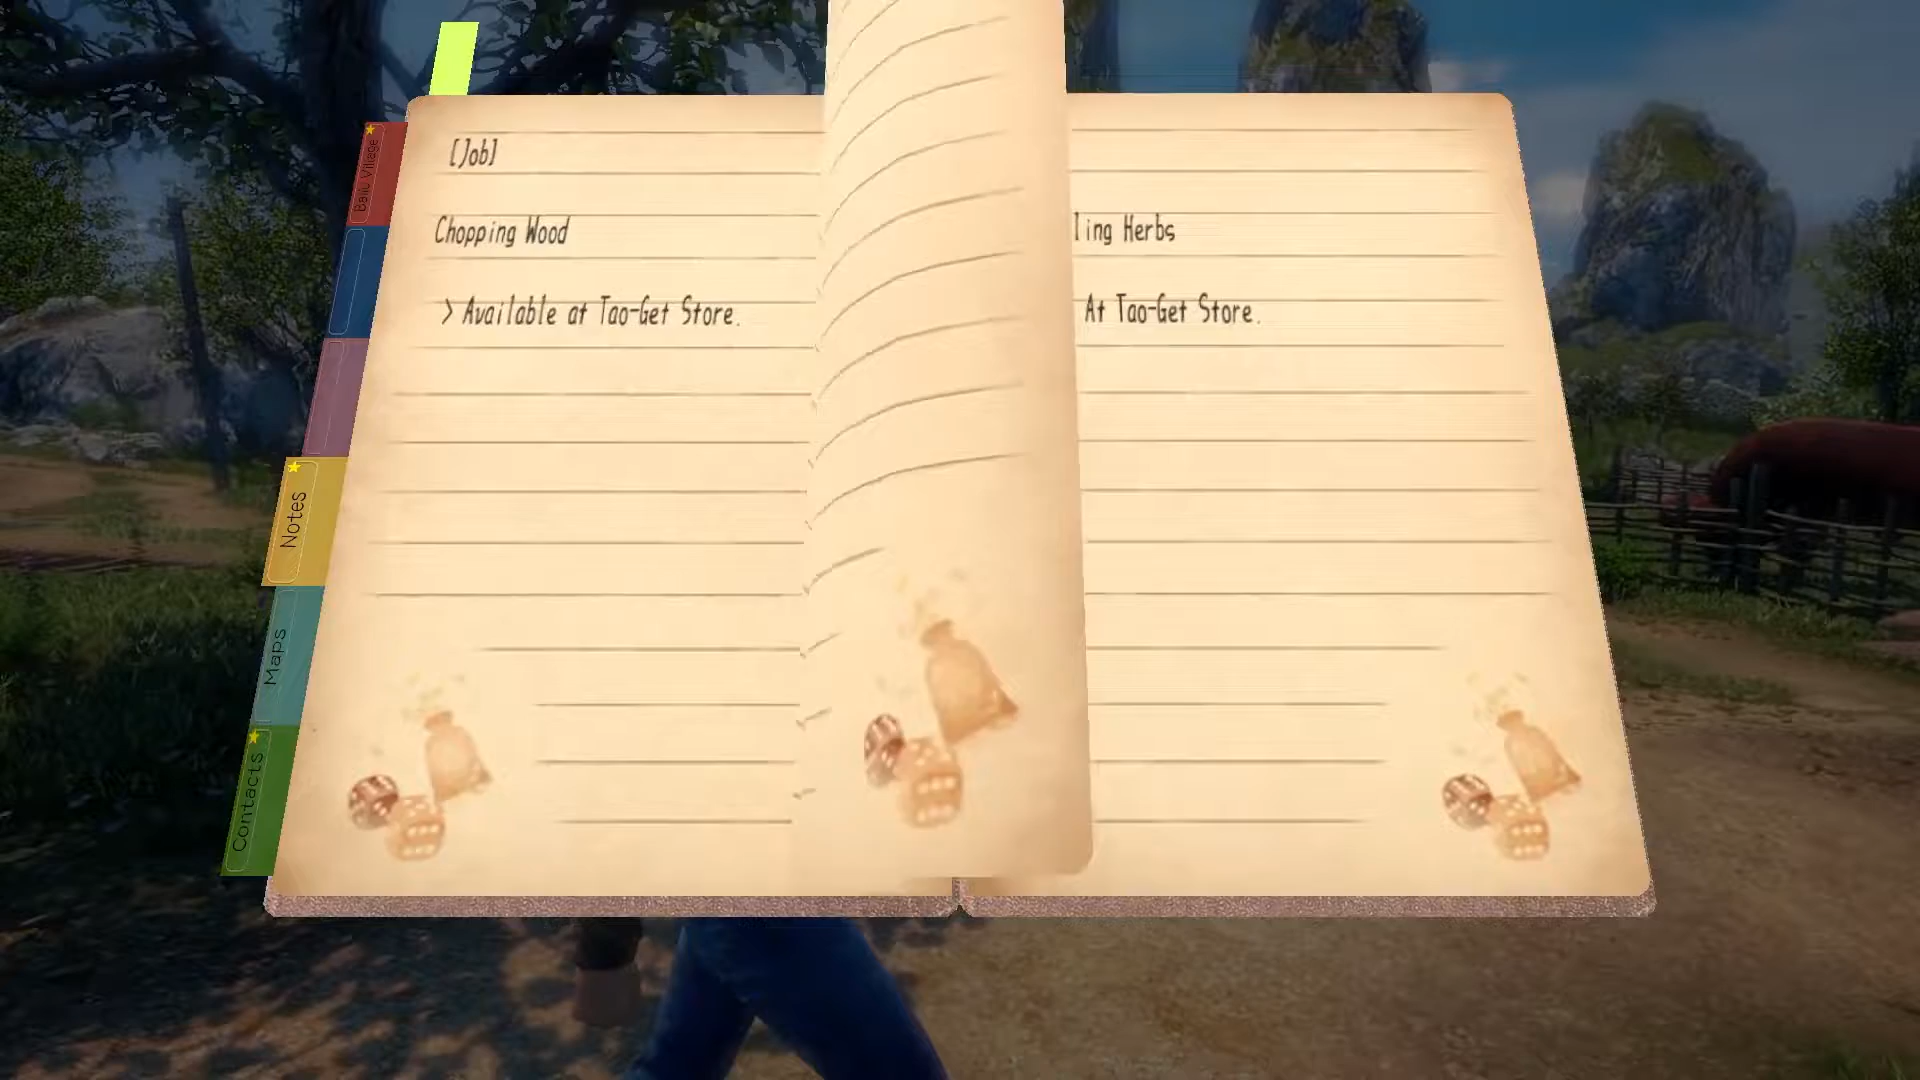 [Job]
Chopping Wood
> Available at Tao-Get Store.
ling Herbs
At Tao-Get Store.
Bailu Village
Notes
Maps
Contacts